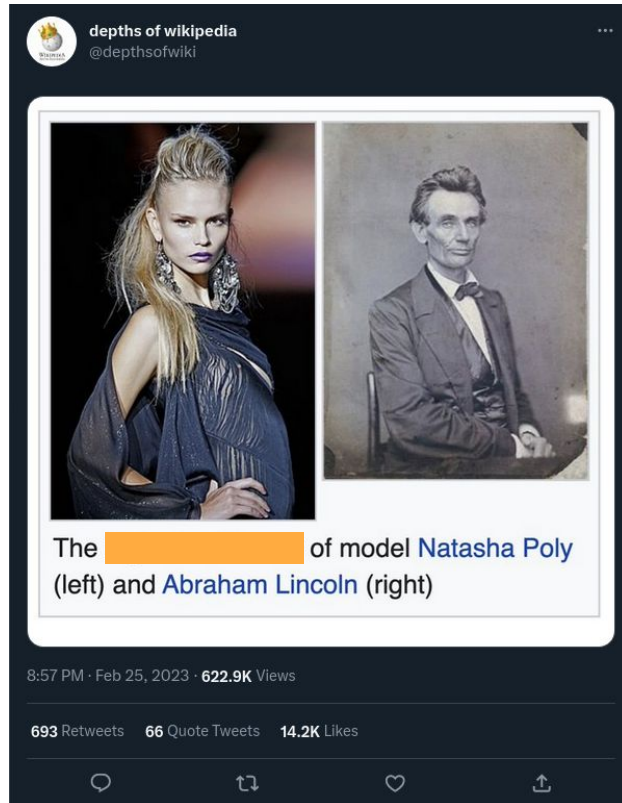 depths of wikipedia
@depthsofwiki
The of model Natasha Poly
(left) and Abraham Lincoln (right)
8:57 PM · Feb 25, 2023 · 622.9K Views
693 Retweets 66 Quote Tweets 14.2K Likes